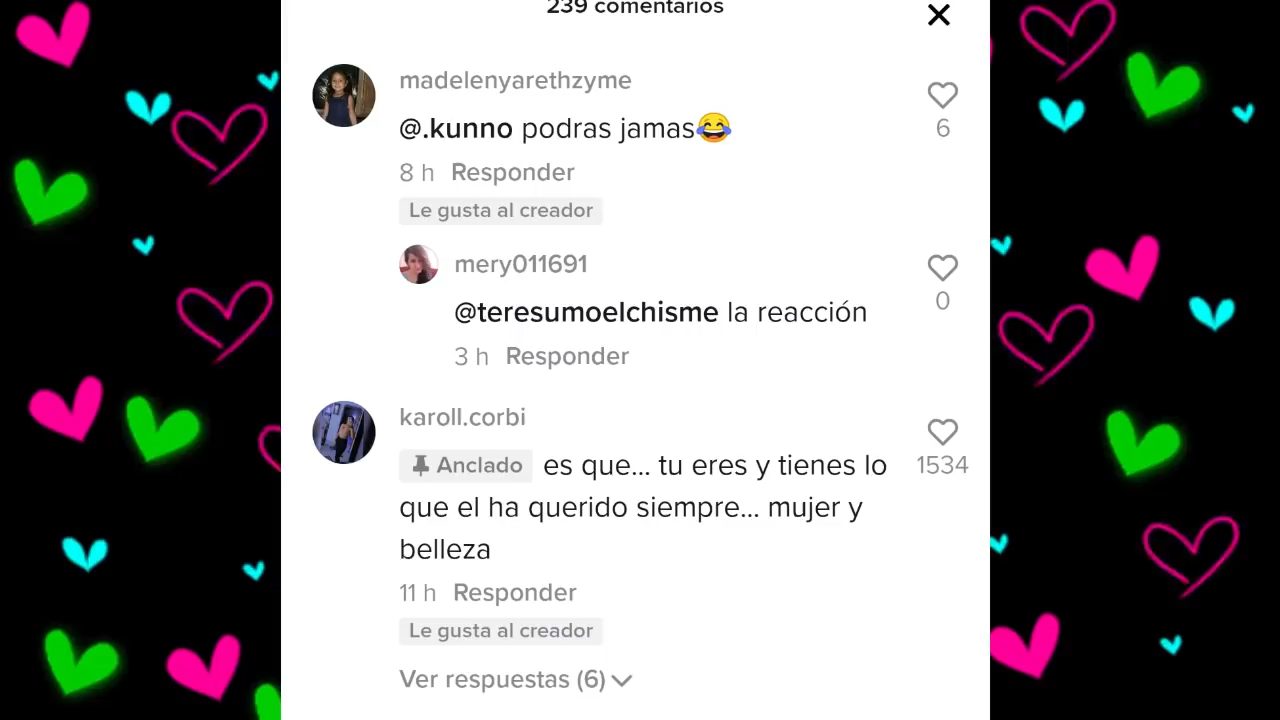 239 comentarios
madelenyarethzyme
@.kunno podras jamas😂
6
8 h Responder
Le gusta al creador
mery011691
@teresumoelchisme la reacción
0
3 h Responder
karoll.corbi
Anclado es que... tu eres y tienes lo
1534
que el ha querido siempre... mujer y
belleza
11 h Responder
Le gusta al creador
Ver respuestas (6)